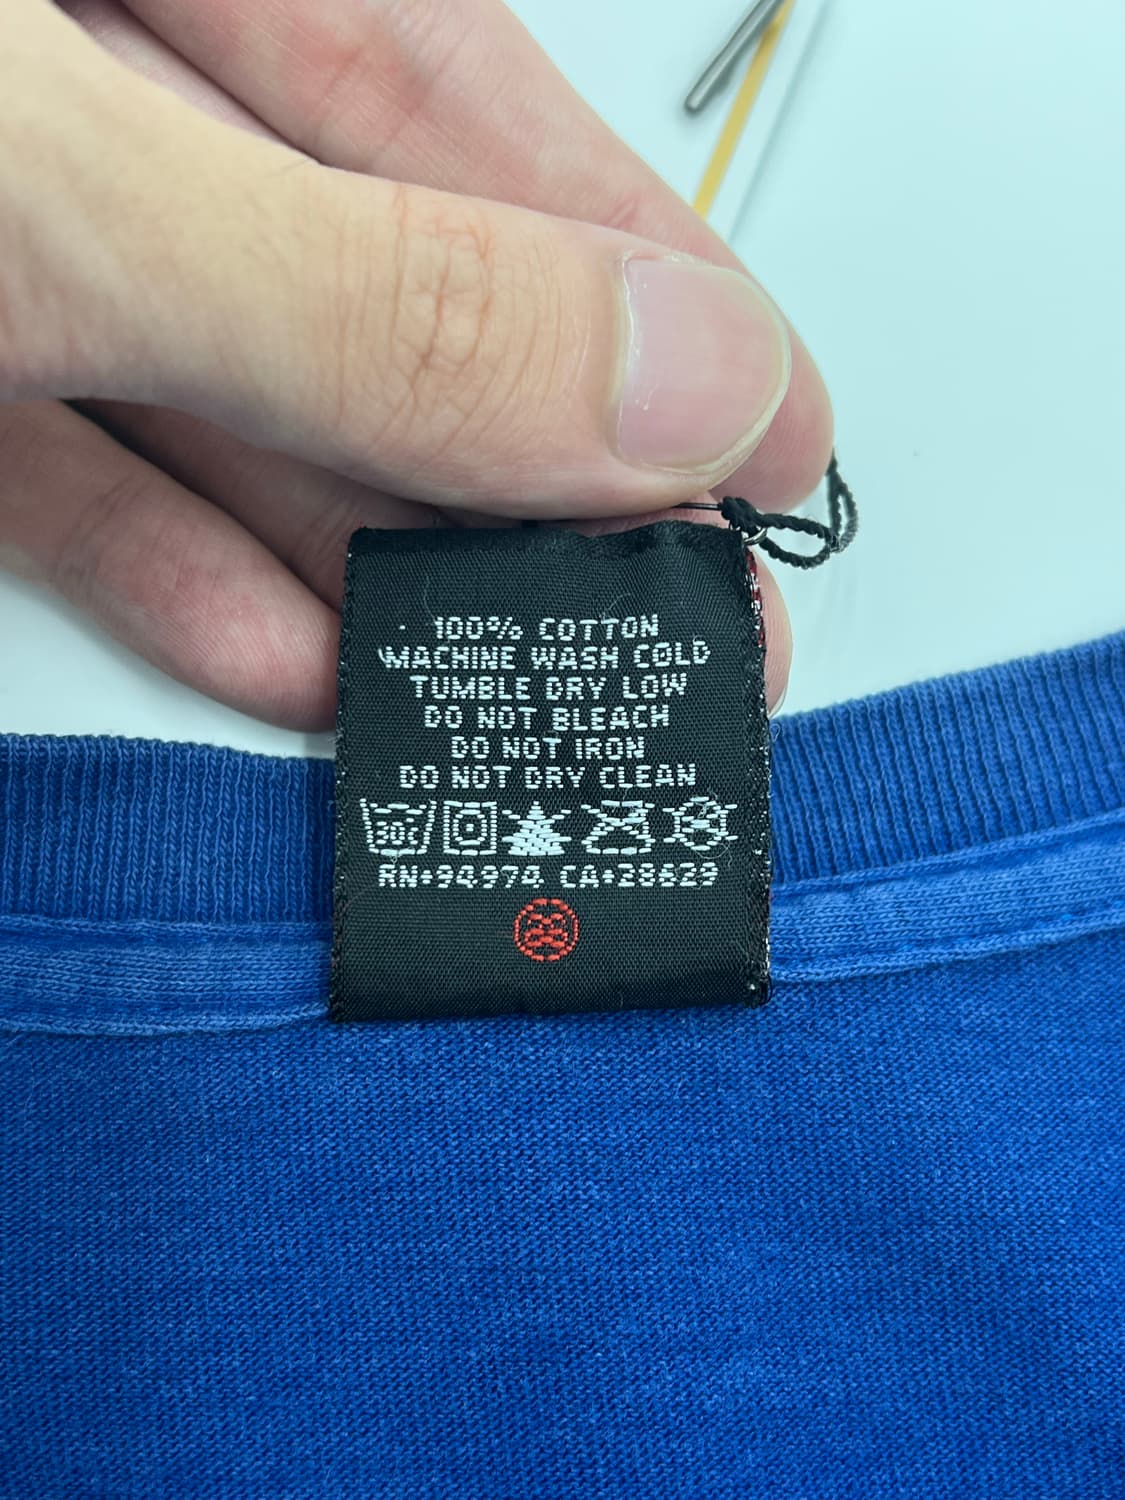 100% COTTON
MACHINE WASH COLD
TUMBLE DRY LOW
DO NOT BLEACH
DO NOT IRON
DO NOT DRY CLEAN
30c
RN•94974 CA•28629